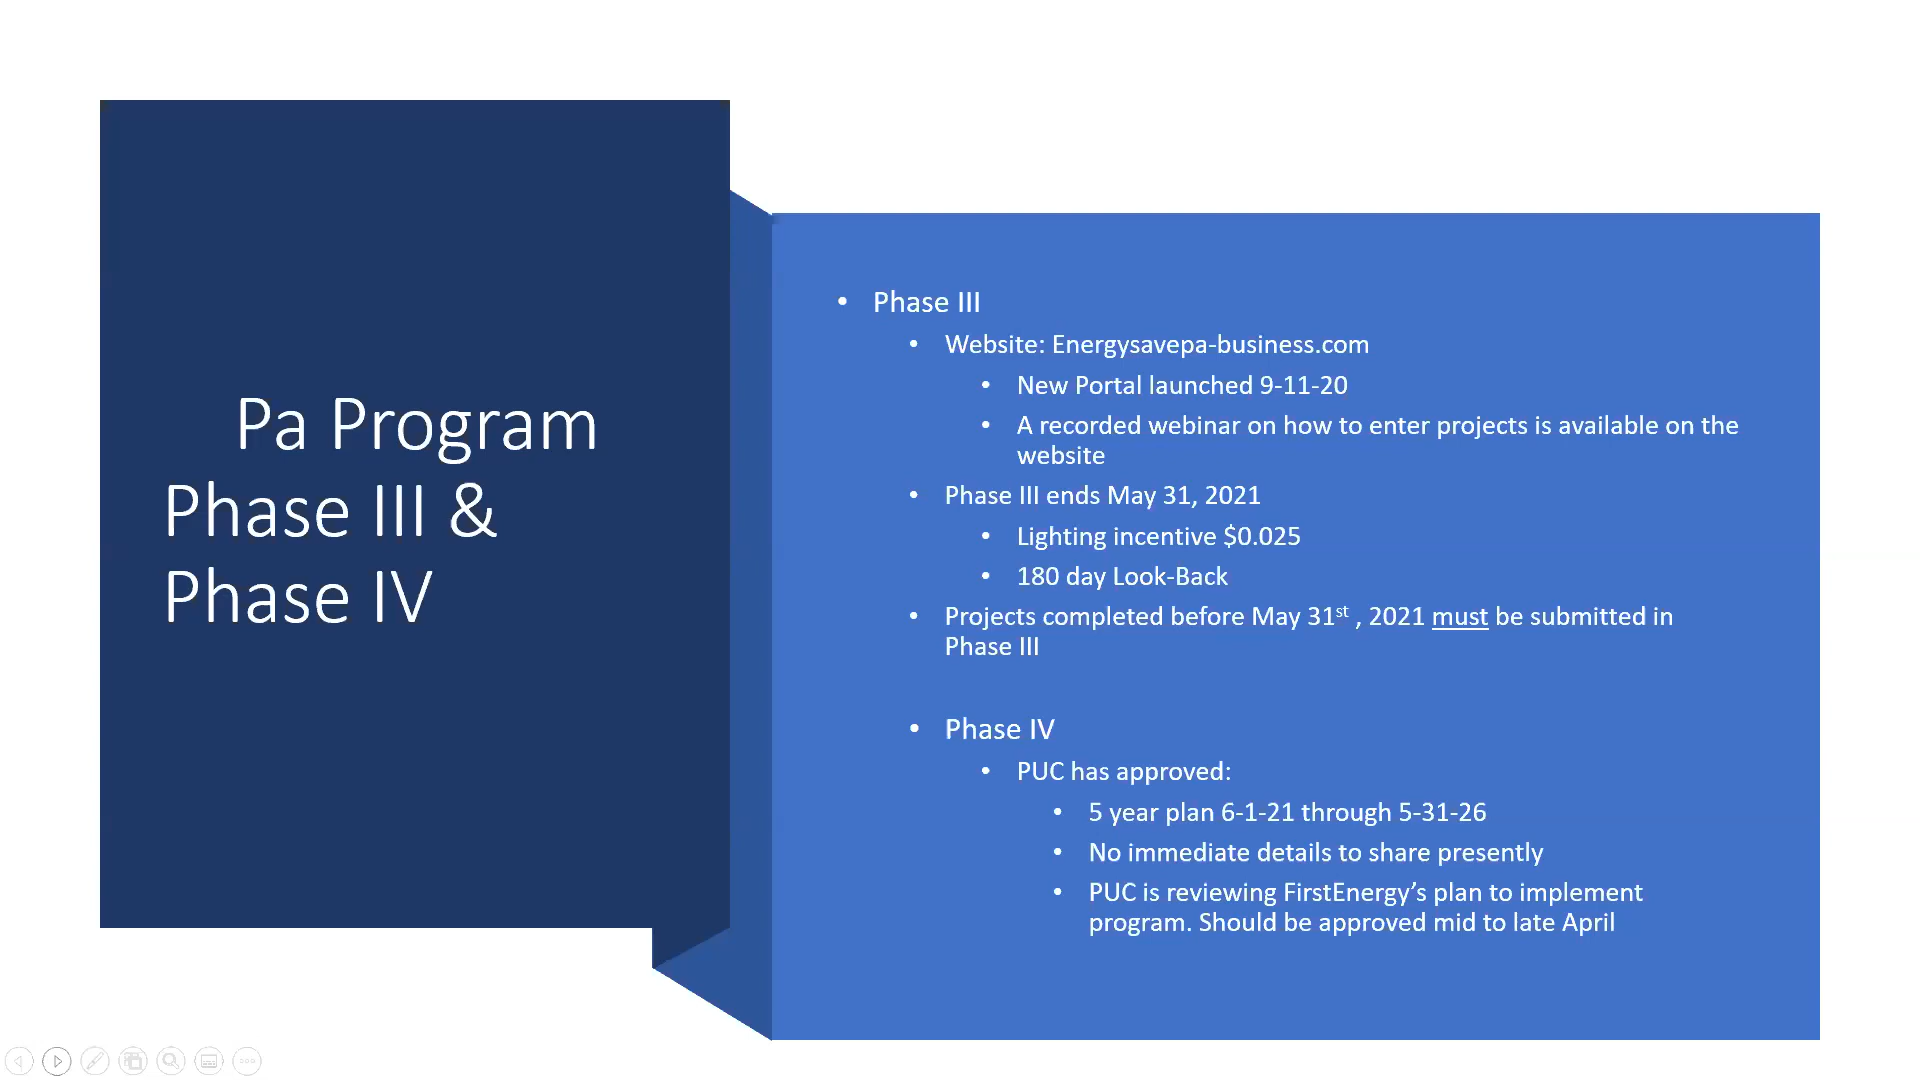 Pa Program
Phase III &
Phase IV
• Phase III
• Website: Energysavepa-business.com
• New Portal launched 9-11-20
• A recorded webinar on how to enter projects is available on the
website
• Phase III ends May 31, 2021
• Lighting incentive $0.025
• 180 day Look-Back
• Projects completed before May 31st , 2021 must be submitted in
Phase III
• Phase IV
• PUC has approved:
• 5 year plan 6-1-21 through 5-31-26
• No immediate details to share presently
• PUC is reviewing FirstEnergy’s plan to implement
program. Should be approved mid to late April